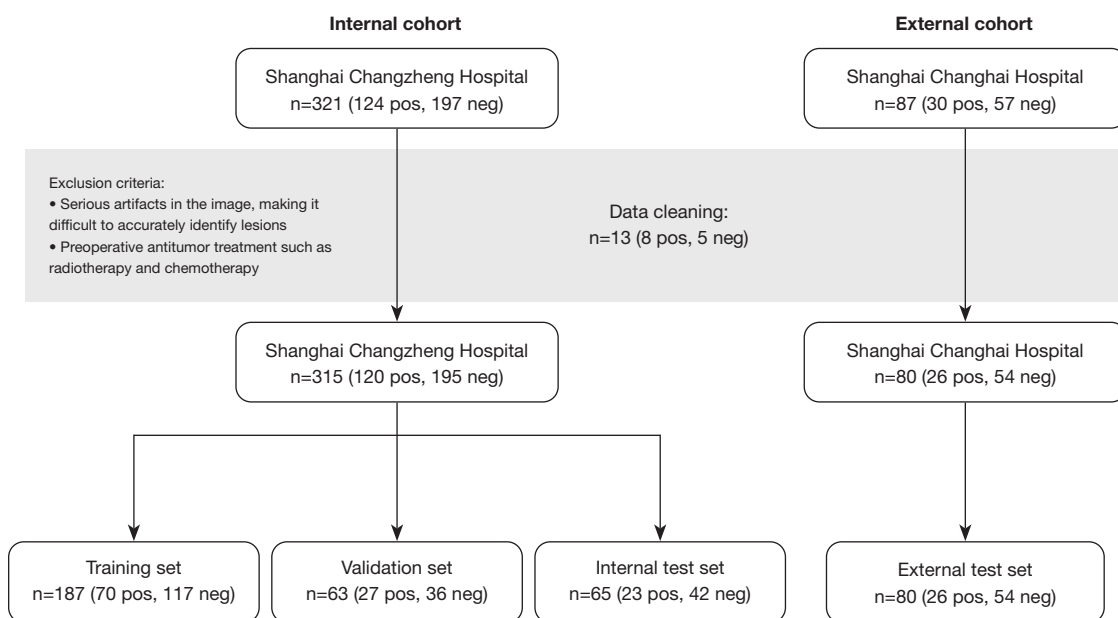 Internal cohort
External cohort
Shanghai Changzheng Hospital
n=321 (124 pos, 197 neg)
Shanghai Changhai Hospital
n=87 (30 pos, 57 neg)
Exclusion criteria:
• Serious artifacts in the image, making it
difficult to accurately identify lesions
• Preoperative antitumor treatment such as
radiotherapy and chemotherapy
Data cleaning:
n=13 (8 pos, 5 neg)
Shanghai Changzheng Hospital
n=315 (120 pos, 195 neg)
Shanghai Changhai Hospital
n=80 (26 pos, 54 neg)
Training set
n=187 (70 pos, 117 neg)
Validation set
n=63 (27 pos, 36 neg)
Internal test set
n=65 (23 pos, 42 neg)
External test set
n=80 (26 pos, 54 neg)